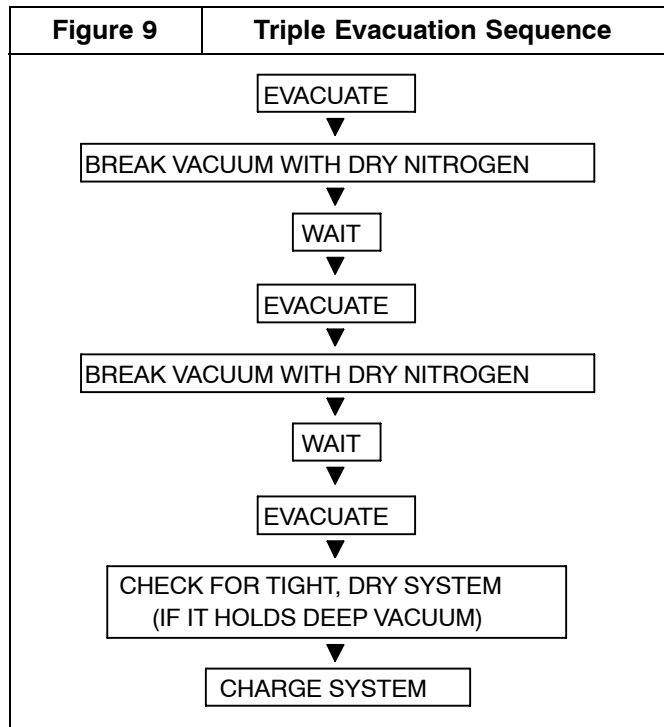 Figure 9 Triple Evacuation Sequence
EVACUATE
BREAK VACUUM WITH DRY NITROGEN
WAIT
EVACUATE
BREAK VACUUM WITH DRY NITROGEN
WAIT
EVACUATE
CHECK FOR TIGHT, DRY SYSTEM
(IF IT HOLDS DEEP VACUUM)
CHARGE SYSTEM